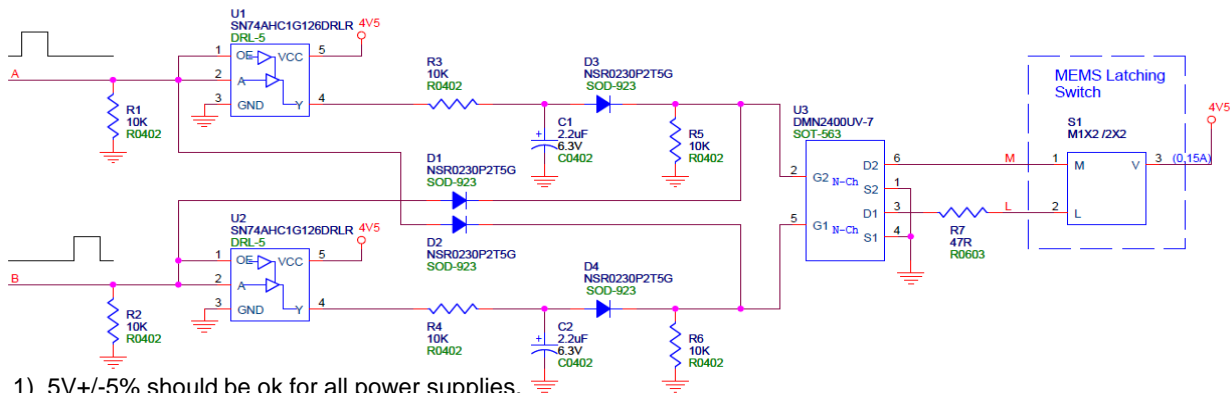 U1
SN74AHC1G126DRLR
DRL-5
4V5
1
OE
VCC
5
A
2
A
3
GND
Y
4
R1
10K
R0402
R3
10K
R0402
D3
NSR0230P2T5G
SOD-923
+
C1
2.2uF
6.3V
C0402
R5
10K
R0402
U3
DMN2400UV-7
SOT-563
MEMS Latching
Switch
4V5
S1
M1X2 /2X2
2
G2
N-Ch
D2
6
M
1
M
V
3
(0,15A)
S2
1
5
G1
N-Ch
D1
3
L
2
L
S1
4
R7
47R
R0603
D1
NSR0230P2T5G
SOD-923
U2
SN74AHC1G126DRLR
DRL-5
4V5
D2
NSR0230P2T5G
SOD-923
1
OE
VCC
5
B
2
A
3
GND
Y
4
R2
10K
R0402
R4
10K
R0402
D4
NSR0230P2T5G
SOD-923
+
C2
2.2uF
6.3V
C0402
R6
10K
R0402
1) 5V+/-5% should be ok for all power supplies.